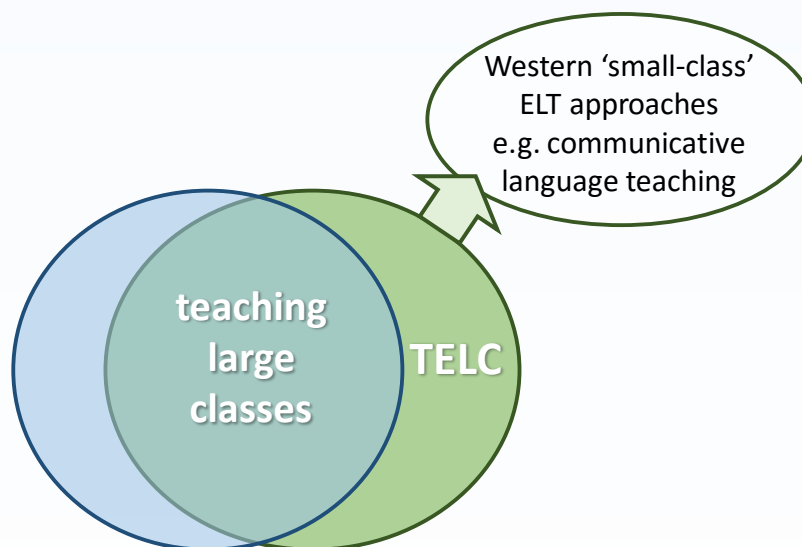 Western ‘small-class’
ELT approaches
e.g. communicative
language teaching
teaching
large
classes
TELC